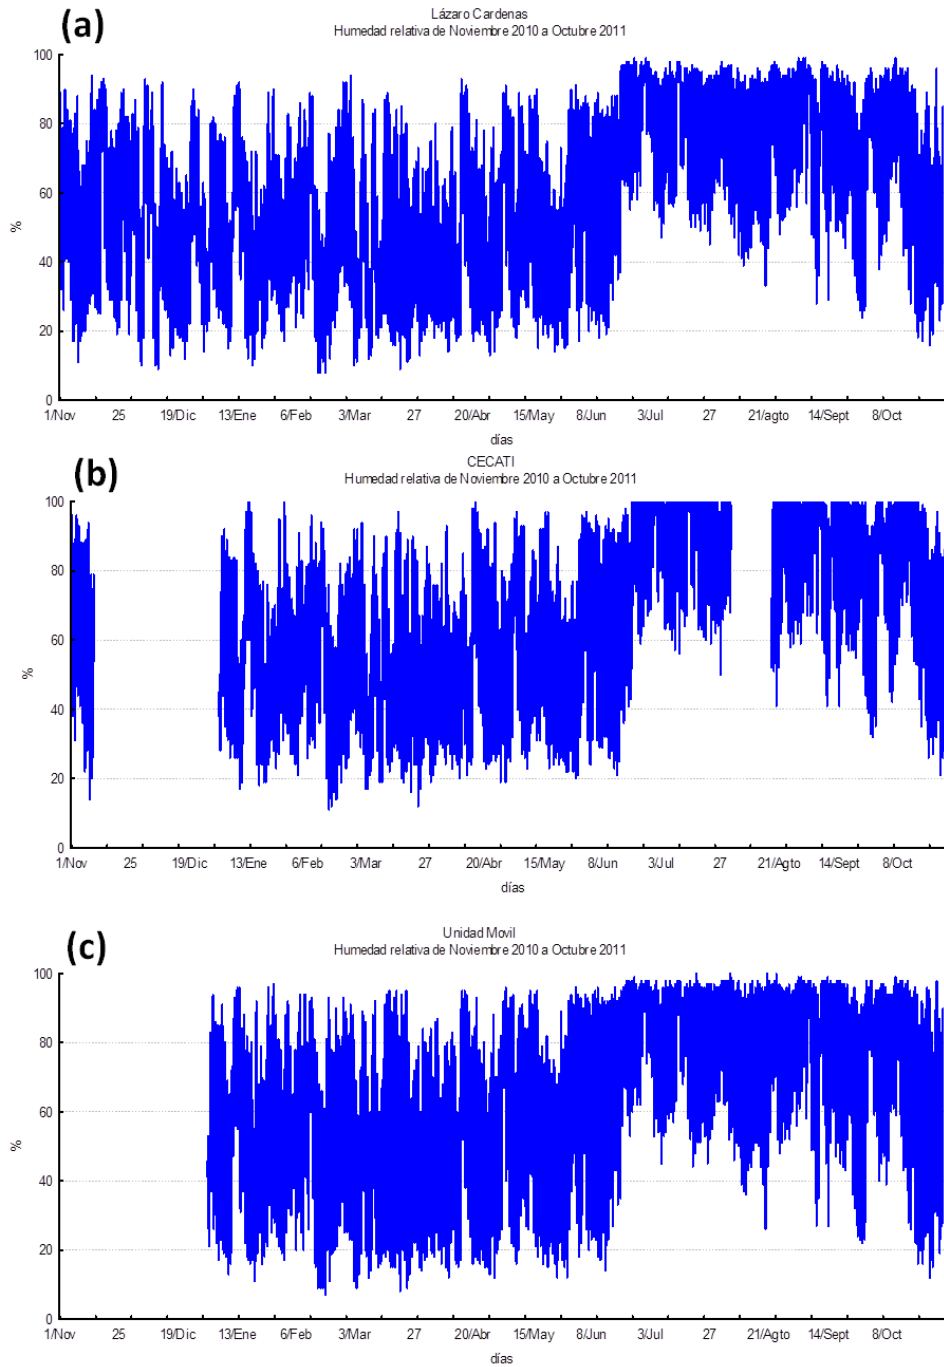 (a)
Lázaro Cardenas
Humedad relativa de Noviembre 2010 a Octubre 2011
100
80
60
%
40
20
0
1/Nov 25 19/Dic 13/Ene 6/Feb 3/Mar 27 20/Abr 15/May 8/Jun 3/Jul 27 21/agto 14/Sept 8/Oct
días
(b)
CECATI
Humedad relativa de Noviembre 2010 a Octubre 2011
100
80
60
%
40
20
0
1/Nov 25 19/Dic 13/Ene 6/Feb 3/Mar 27 20/Abr 15/May 8/Jun 3/Jul 27 21/Agto 14/Sept 8/Oct
días
(c)
Unidad Movil
Humedad relativa de Noviembre 2010 a Octubre 2011
100
80
60
%
40
20
0
1/Nov 25 19/Dic 13/Ene 6/Feb 3/Mar 27 20/Abr 15/May 8/Jun 3/Jul 27 21/Agto 14/Sept 8/Oct
días